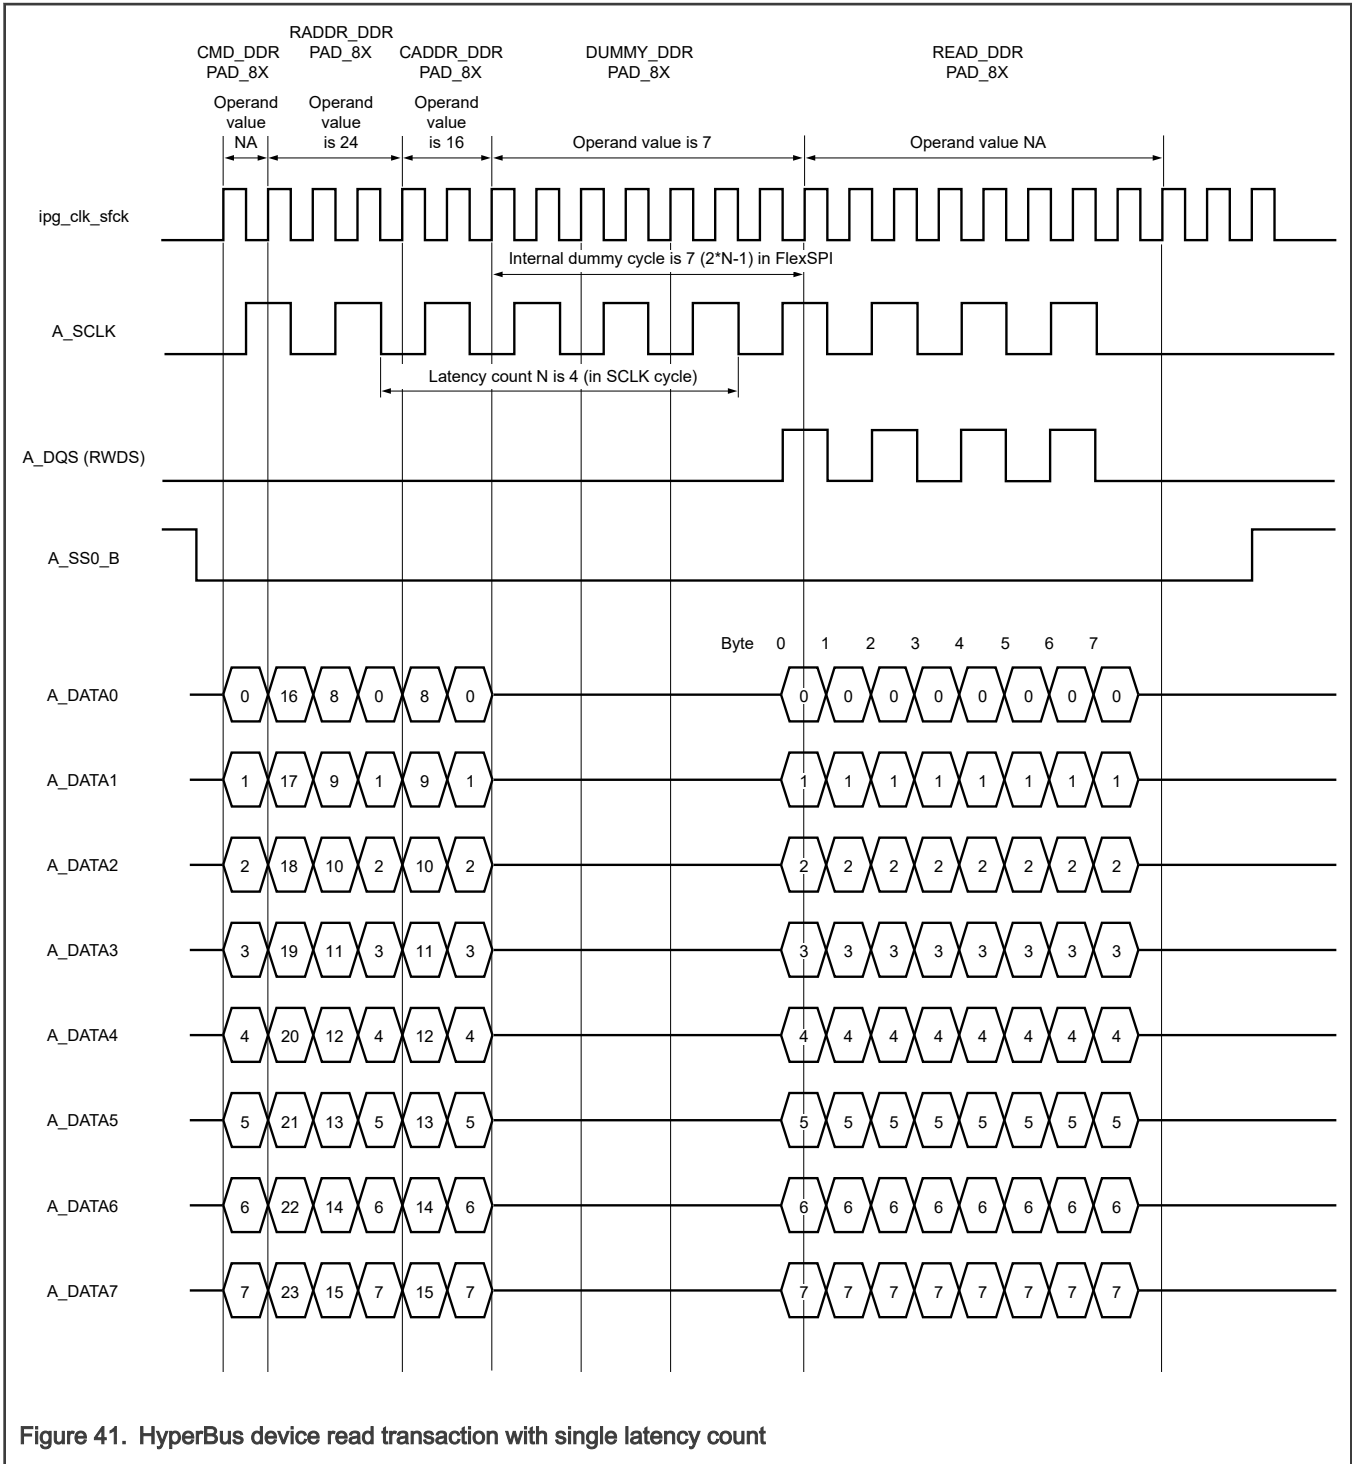 CMD_DDR
PAD_8X
RADDR_DDR
PAD_8X
CADDR_DDR
PAD_8X
DUMMY_DDR
PAD_8X
READ_DDR
PAD_8X
Operand
value
NA
Operand
value
is 24
Operand
value
is 16
Operand value is 7
Operand value NA
ipg_clk_sfck
Internal dummy cycle is 7 (2*N-1) in FlexSPI
A_SCLK
Latency count N is 4 (in SCLK cycle)
A_DQS (RWDS)
A_SS0_B
Byte 0 1 2 3 4 5 6 7
A_DATA0 0 16 8 0 8 0 0 0 0 0 0 0 0 0
A_DATA1 1 17 9 1 9 1 1 1 1 1 1 1 1 1
A_DATA2 2 18 10 2 10 2 2 2 2 2 2 2 2 2
A_DATA3 3 19 11 3 11 3 3 3 3 3 3 3 3 3
A_DATA4 4 20 12 4 12 4 4 4 4 4 4 4 4 4
A_DATA5 5 21 13 5 13 5 5 5 5 5 5 5 5 5
A_DATA6 6 22 14 6 14 6 6 6 6 6 6 6 6 6
A_DATA7 7 23 15 7 15 7 7 7 7 7 7 7 7 7
Figure 41. HyperBus device read transaction with single latency count